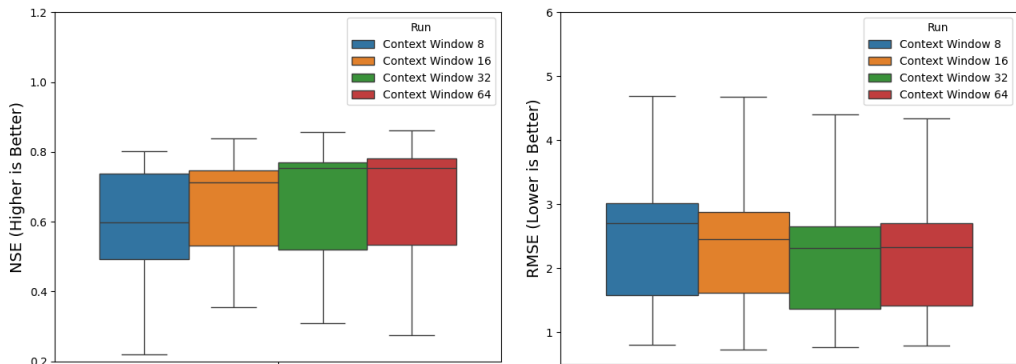 1.2
1.0
0.8
0.6
0.4
0.2
NSE (Higher is Better)
Run
Context Window 8
Context Window 16
Context Window 32
Context Window 64
6
5
4
3
2
1
RMSE (Lower is Better)
Run
Context Window 8
Context Window 16
Context Window 32
Context Window 64